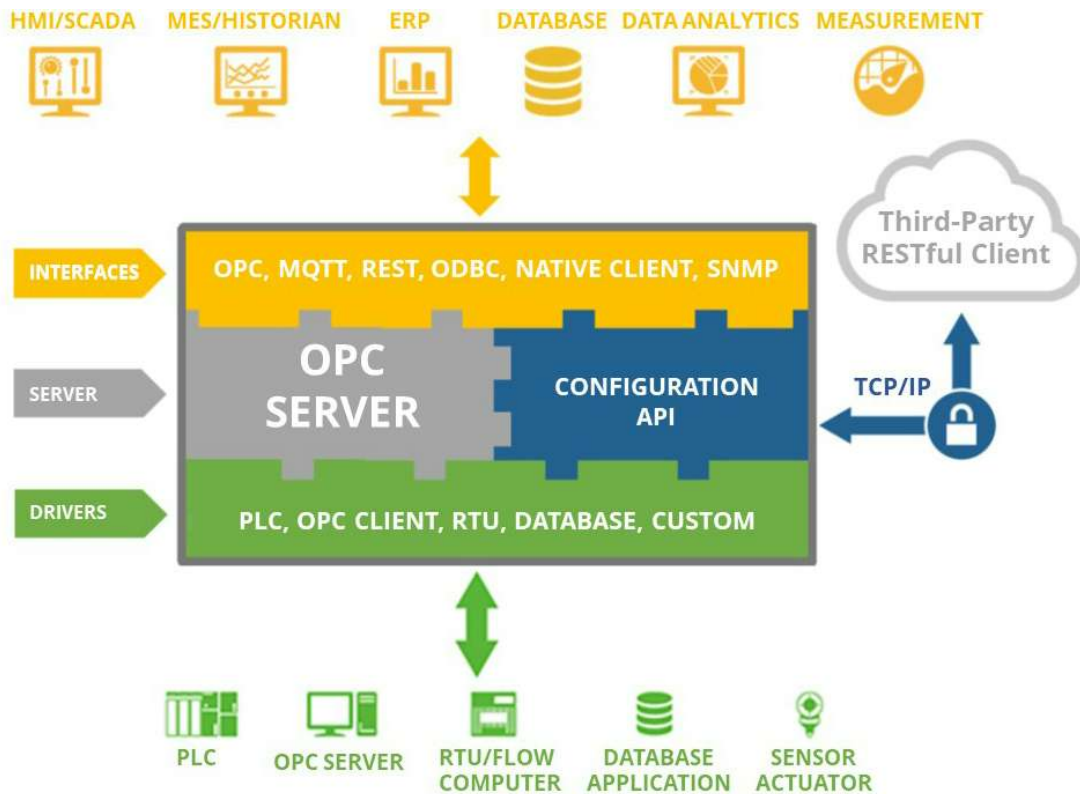 HMI/SCADA
MES/HISTORIAN
ERP
DATABASE
DATA ANALYTICS
MEASUREMENT
Third-Party
RESTful Client
INTERFACES
OPC, MQTT, REST, ODBC, NATIVE CLIENT, SNMP
SERVER
OPC
SERVER
CONFIGURATION
API
TCP/IP
DRIVERS
PLC, OPC CLIENT, RTU, DATABASE, CUSTOM
PLC
OPC SERVER
RTU/FLOW
COMPUTER
DATABASE
APPLICATION
SENSOR
ACTUATOR